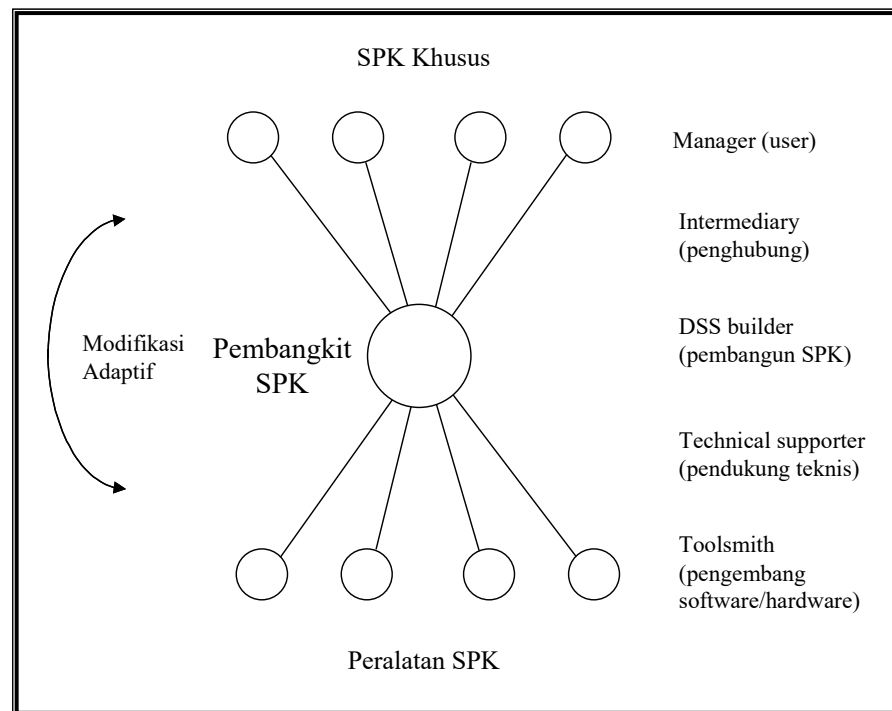 SPK Khusus
Manager (user)
Intermediary
(penghubung)
DSS builder
(pembangun SPK)
Modifikasi
Adaptif
Pembangkit
SPK
Technical supporter
(pendukung teknis)
Toolsmith
(pengembang
software/hardware)
Peralatan SPK